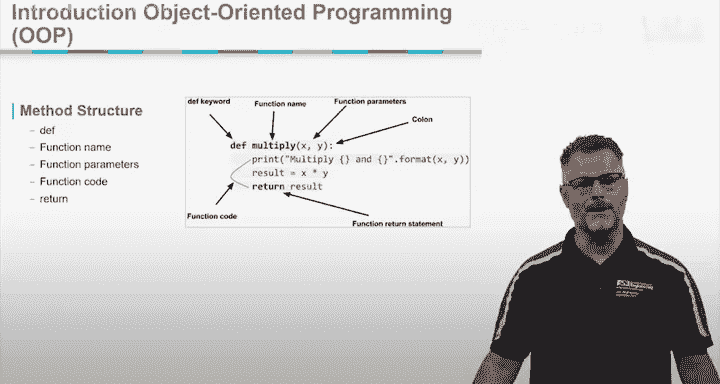 Introduction Object-Oriented Programming
(OOP)
Method Structure
– def
– Function name
– Function parameters
– Function code
– return
def keyword
Function name
Function parameters
Colon
def multiply(x, y):
print("Multiply {} and {}".format(x, y))
result = x * y
return result
Function code
Function return statement